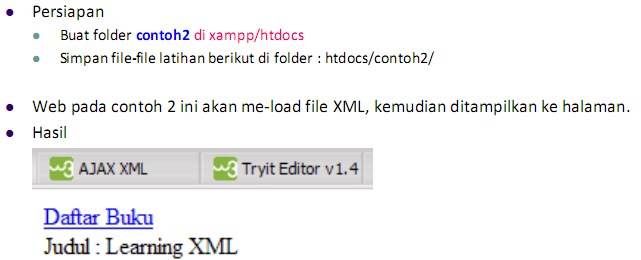 Persiapan
Buat folder contoh2 di xampp/htdocs
Simpan file-file latihan berikut di folder : htdocs/contoh2/
Web pada contoh 2 ini akan me-load file XML, kemudian ditampilkan ke halaman.
Hasil
AJAX XML Tryit Editor v1.4
Daftar Buku
Judul : Learning XML